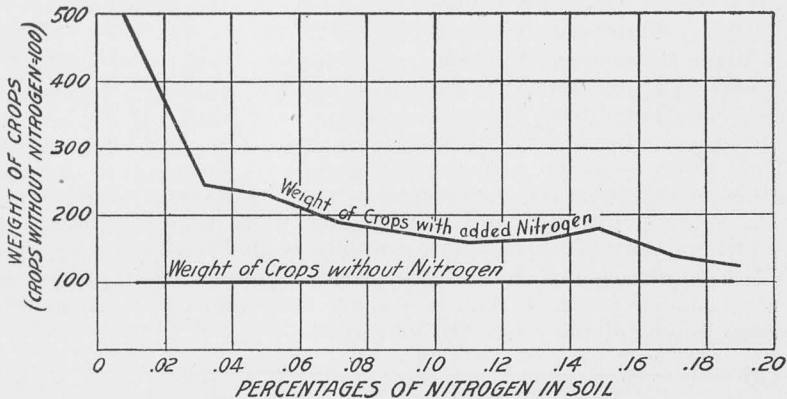 WEIGHT OF CROPS
(CROPS WITHOUT NITROGEN=100)
500
400
300
200
100
Weight of Crops with added Nitrogen
Weight of Crops without Nitrogen
0 .02 .04 .06 .08 .10 .12 .14 .16 .18 .20
PERCENTAGES OF NITROGEN IN SOIL